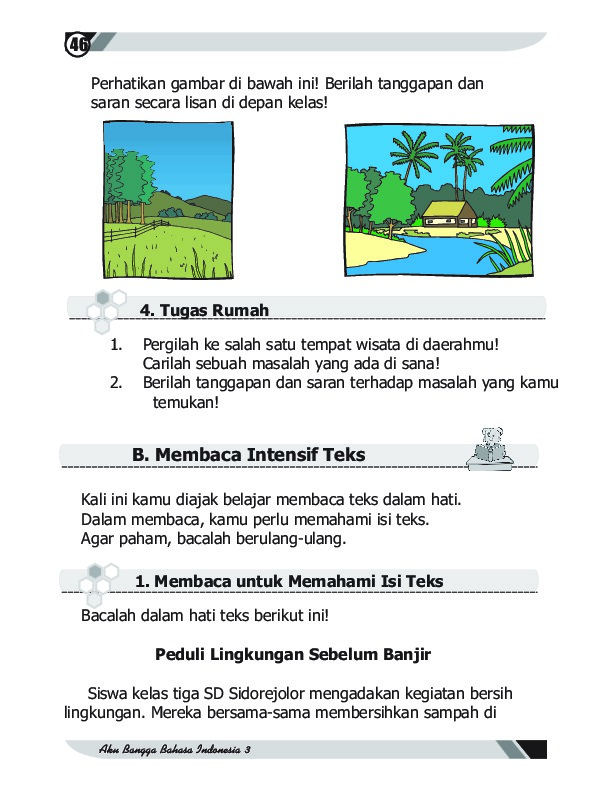 46
Perhatikan gambar di bawah ini! Berilah tanggapan dan
saran secara lisan di depan kelas!
4. Tugas Rumah
1. Pergilah ke salah satu tempat wisata di daerahmu!
Carilah sebuah masalah yang ada di sana!
2. Berilah tanggapan dan saran terhadap masalah yang kamu
temukan!
B. Membaca Intensif Teks
Kali ini kamu diajak belajar membaca teks dalam hati.
Dalam membaca, kamu perlu memahami isi teks.
Agar paham, bacalah berulang-ulang.
1. Membaca untuk Memahami Isi Teks
Bacalah dalam hati teks berikut ini!
Peduli Lingkungan Sebelum Banjir
Siswa kelas tiga SD Sidorejolor mengadakan kegiatan bersih
lingkungan. Mereka bersama-sama membersihkan sampah di
Aku Bangga Bahasa Indonesia 3